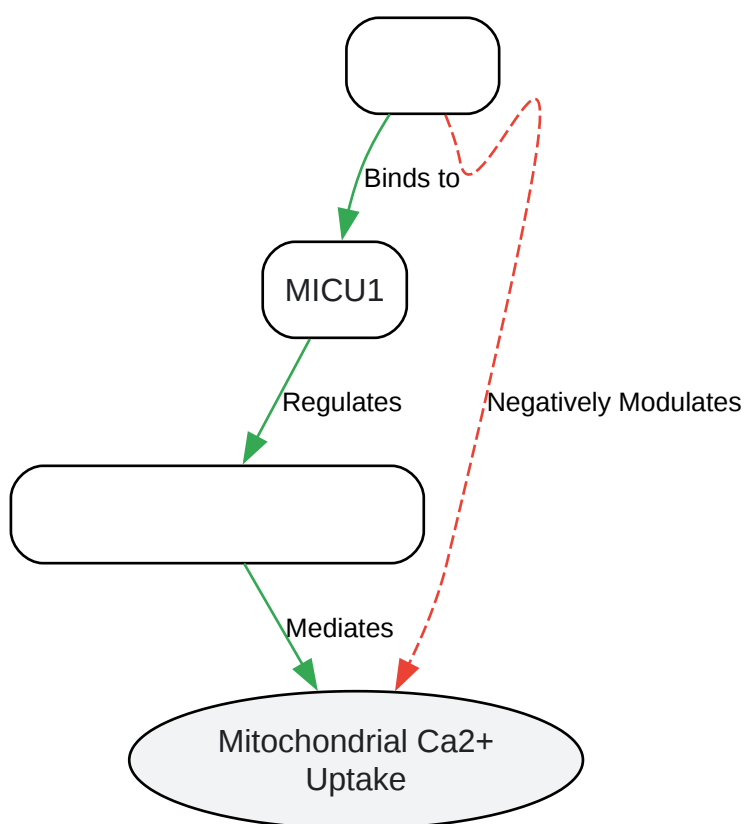 Binds to
MICU1
Regulates
Negatively Modulates
Mediates
Mitochondrial Ca2+
Uptake